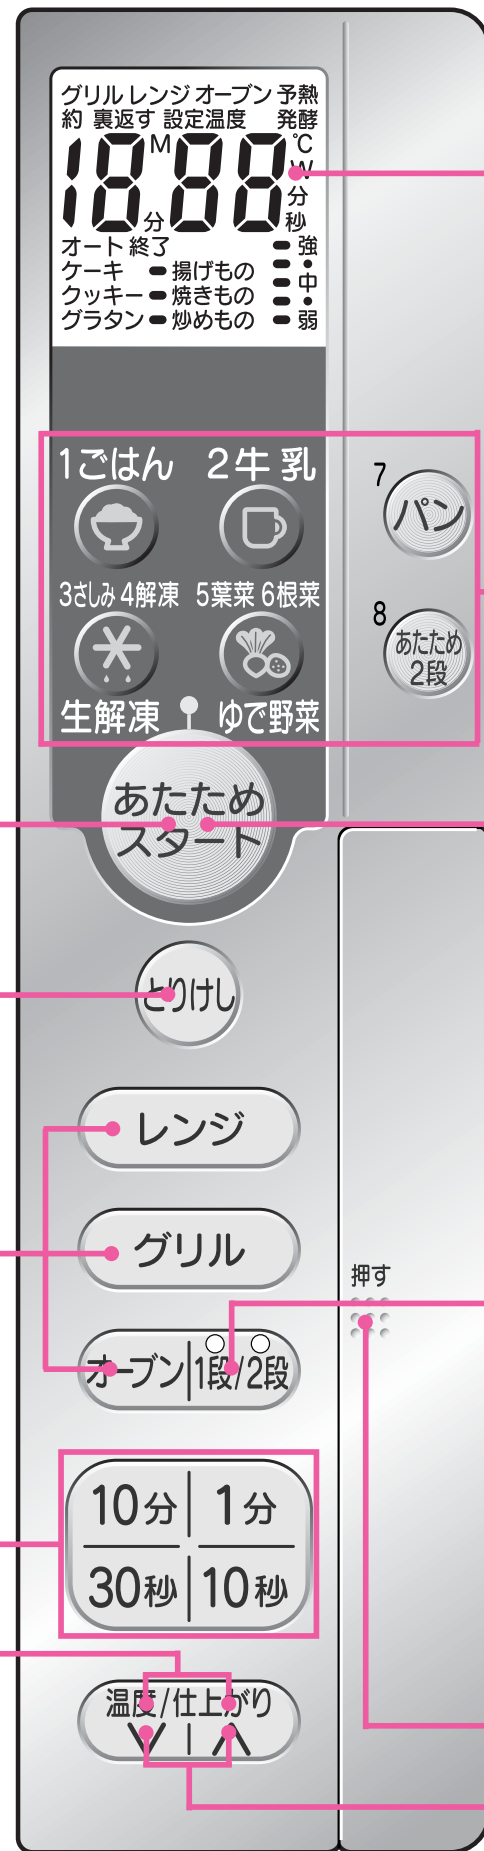 グリル レンジ オーブン 予熱
約 裏返す 設定温度 発酵
18 M 88 ℃
W
分
分 秒
オート 終了 強
ケーキ 揚げもの ・
クッキー 焼きもの 中
グラタン 炒めもの ・
弱
1ごはん 2牛乳
7
パン
3さしみ 4解凍 5葉菜 6根菜
8
あたため
2段
生解凍 ゆで野菜
あたため
スタート
とりけし
レンジ
グリル
押す
オーブン 1段/2段
10分 1分
30秒 10秒
温度/仕上がり